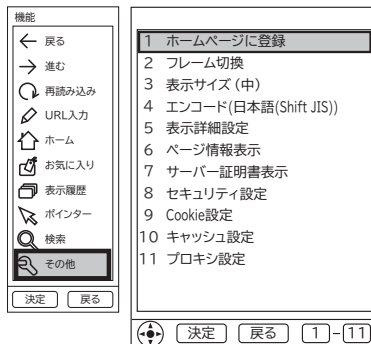 機能
戻る
進む
再読み込み
URL入力
ホーム
お気に入り
表示履歴
ポインター
検索
その他
決定 戻る
1 ホームページに登録
2 フレーム切換
3 表示サイズ（中）
4 エンコード(日本語(Shift JIS))
5 表示詳細設定
6 ページ情報表示
7 サーバー証明書表示
8 セキュリティ設定
9 Cookie設定
10 キャッシュ設定
11 プロキシ設定
決定 戻る 1-11